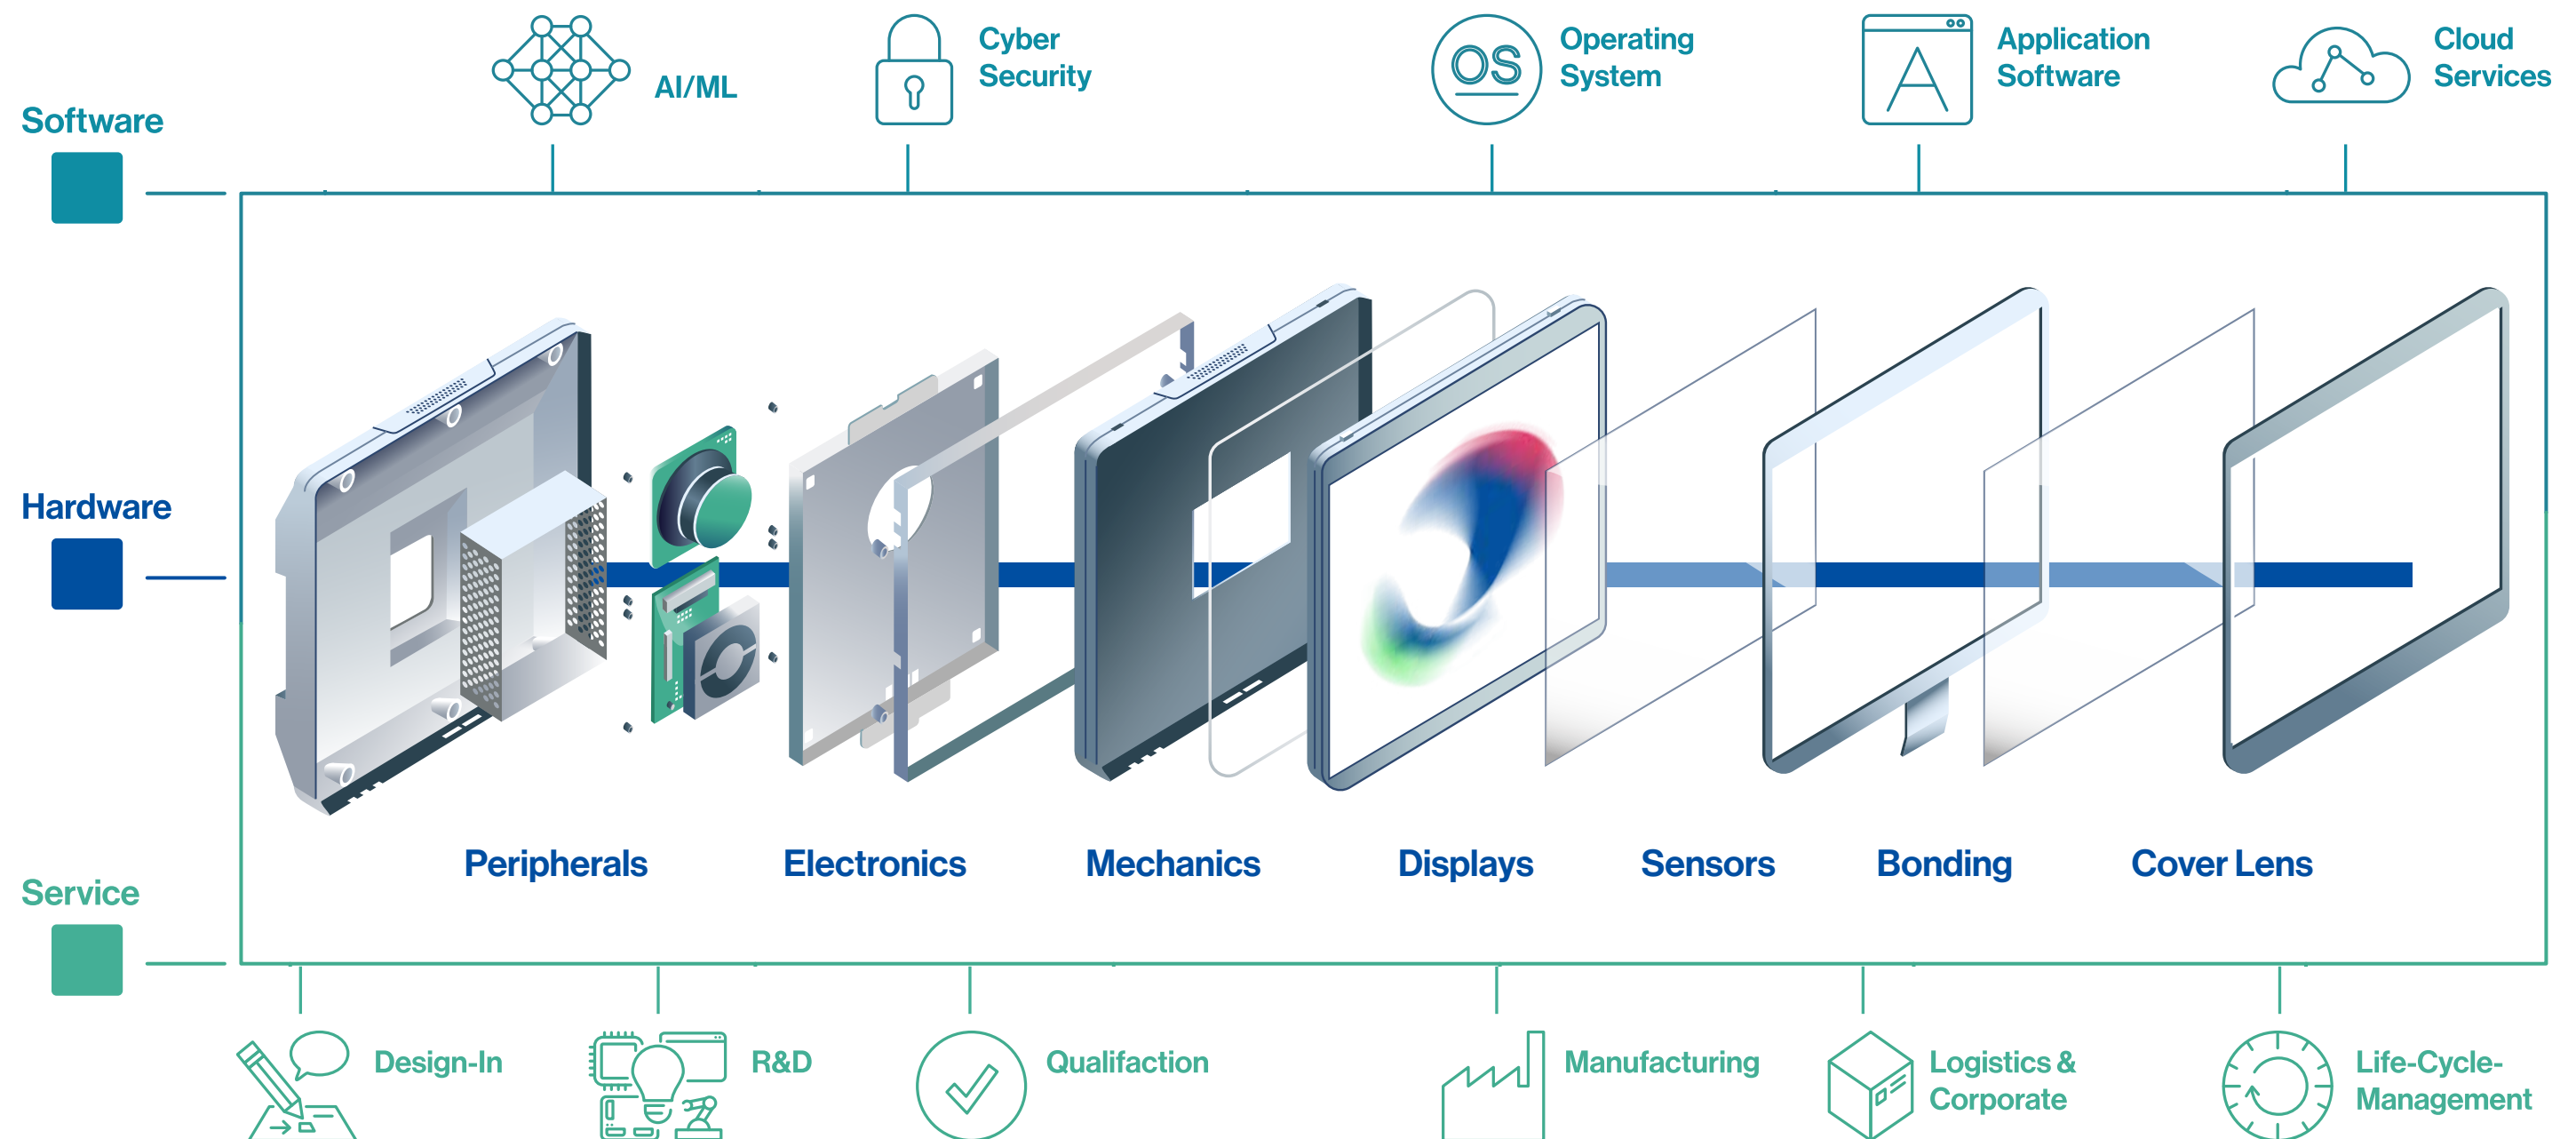 AI/ML
Cyber
Security
OS
Operating
System
A
Application
Software
Cloud
Services
Software
Hardware
Peripherals
Electronics
Mechanics
Displays
Sensors
Bonding
Cover Lens
Service
Design-In
R&D
Qualifaction
Manufacturing
Logistics &
Corporate
Life-Cycle-
Management